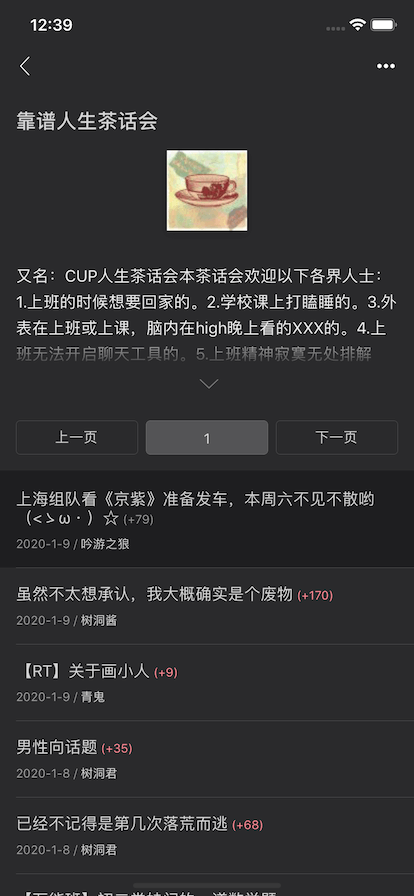 12:39
靠谱人生茶话会
又名：CUP人生茶话会本茶话会欢迎以下各界人士：
1.上班的时候想要回家的。2.学校课上打瞌睡的。3.外
表在上班或上课，脑内在high晚上看的XXX的。4.上
班无法开启聊天工具的。5.上班精神寂寞无处排解
上一页
1
下一页
上海组队看《京紫》准备发车，本周六不见不散哟
（<ゝω・）☆ (+79)
2020-1-9 / 吟游之狼
虽然不太想承认，我大概确实是个废物 (+170)
2020-1-9 / 树洞酱
【RT】关于画小人 (+9)
2020-1-9 / 青鬼
男性向话题 (+35)
2020-1-8 / 树洞君
已经不记得是第几次落荒而逃 (+68)
2020-1-8 / 树洞君